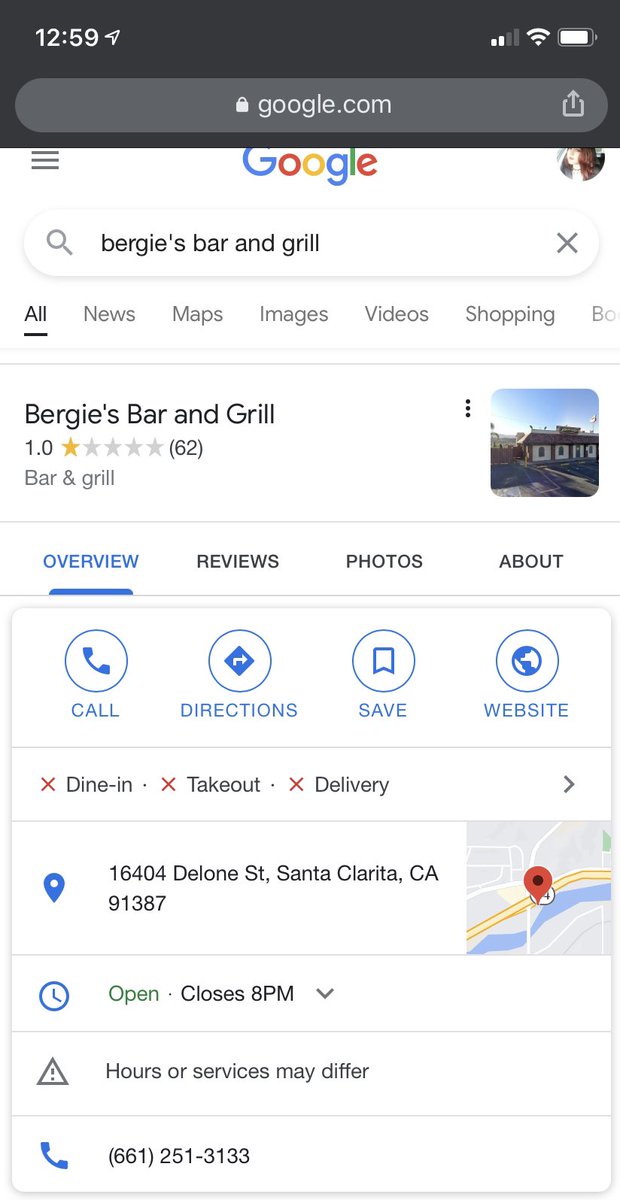 12:59
google.com
Google
bergie's bar and grill
All News Maps Images Videos Shopping Bo
Bergie's Bar and Grill
1.0 (62)
Bar & grill
OVERVIEW REVIEWS PHOTOS ABOUT
CALL DIRECTIONS SAVE WEBSITE
Dine-in · Takeout · Delivery
16404 Delone St, Santa Clarita, CA
91387
Open · Closes 8PM
Hours or services may differ
(661) 251-3133